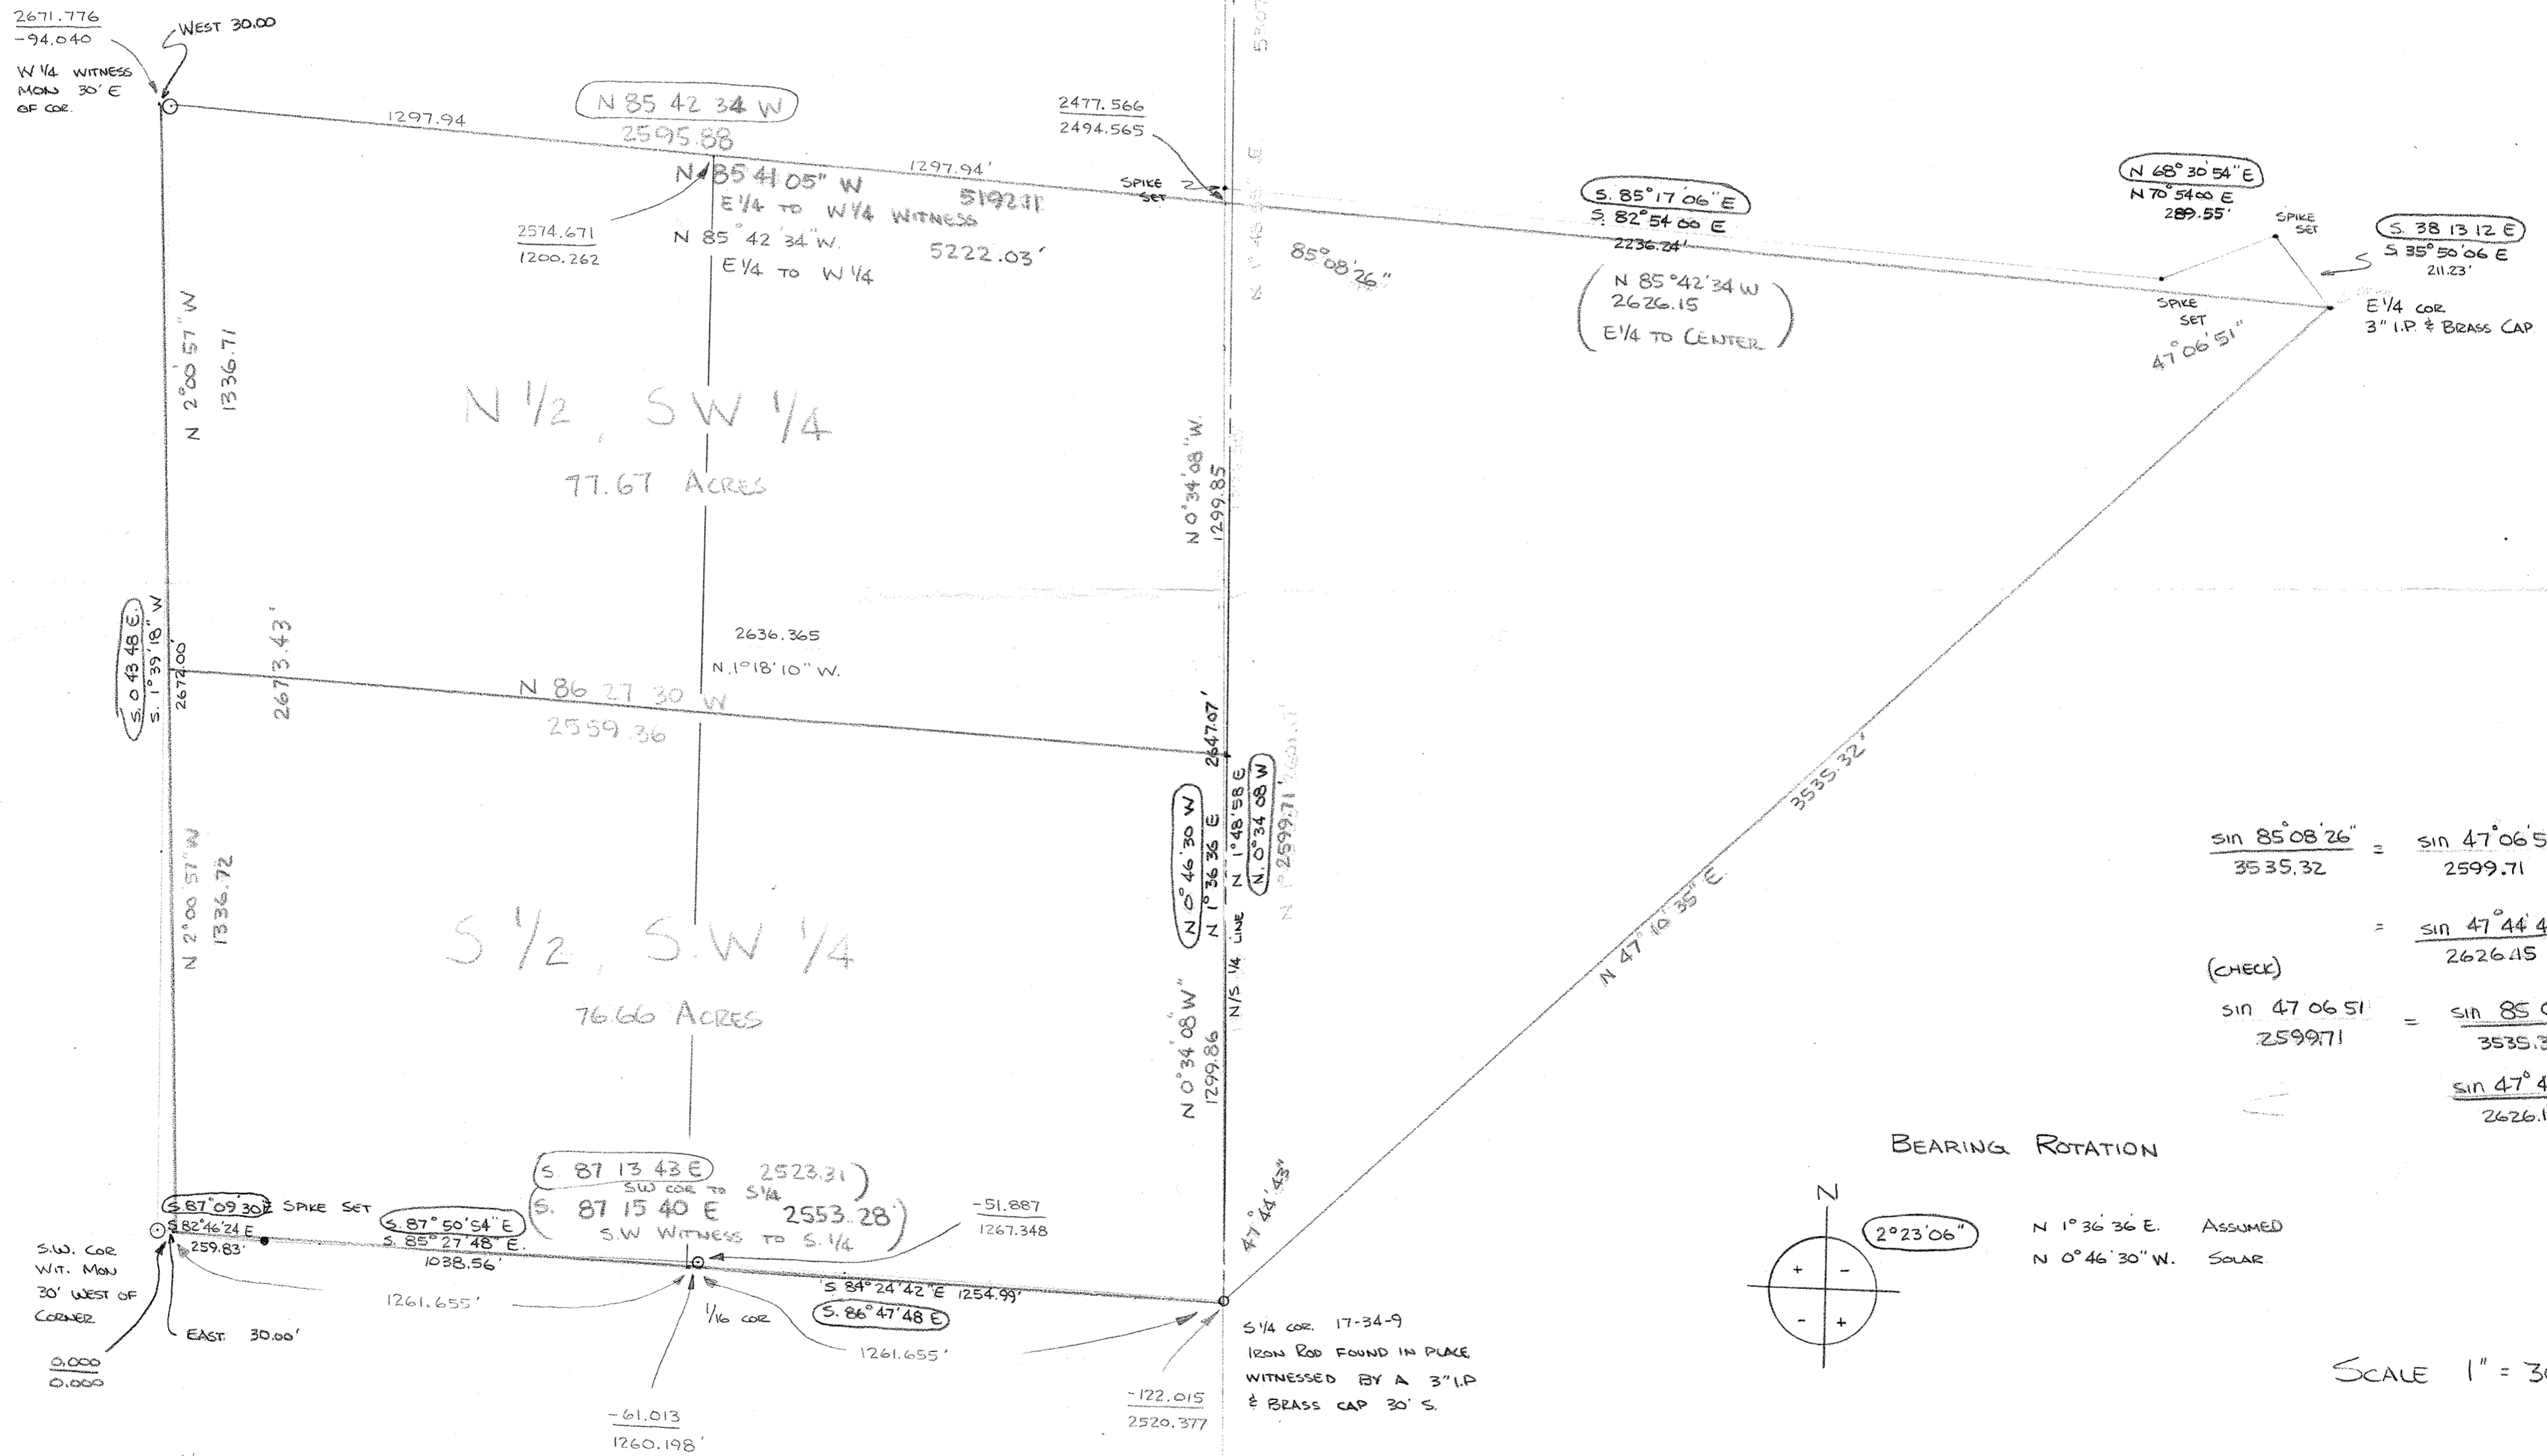 2671.776
-94.040
WEST 30.00
W 1/4 WITNESS
MON 30' E
OF COR.
1297.94
N 85 42 34 W
2595.88
N 85 41 05" W
E 1/4 TO W 1/4 WITNESS
5192.11
N 85° 42' 34" W.
5222.03'
E 1/4 TO W 1/4
2574.671
1200.262
1297.94'
2477.566
2494.565
SPIKE
SET
85°08'26"
S. 85°17'06" E
S. 82°54 00 E
2236.24'
N 85°42'34 W
2626.15
E 1/4 TO CENTER
N 68°30'54" E
N 70°54 00 E
289.55'
SPIKE
SET
S. 38 13 12 E
S. 35°50'06 E
211.23'
SPIKE
SET
E 1/4 COR
3" I.P. & BRASS CAP
47°06'51"
N 2°00'57" W
1336.71
N 1/2, SW 1/4
77.67 ACRES
N 0°34'08" W.
1299.85
S. 0 43 48 E.
S. 1°39'18" W
2672.00'
2673.43'
2636.365
N. 1°18'10" W.
N 86 27 30 W
2559.36
2647.07'
N 0°46'30 W
N 1°36 36 E
N/S 1/4 LINE N 1°48'58 E
N. 0°34 08 W
2599.71'
3535.32'
N 47°10'35" E.
N 2°00'57" W
1336.72
S 1/2, S.W 1/4
76.66 ACRES
N 0°34'08" W
1299.86
sin 85°08'26" = sin 47°06'5
3535.32 2599.71
= sin 47°44'4
2626.15
(CHECK)
sin 47 06 51 = sin 85 0
2599.71 3535.3
sin 47°4
2626.1
BEARING ROTATION
N
2°23'06"
N 1°36'36 E. ASSUMED
N 0°46'30" W. SOLAR
+ -
- +
S. 87 13 43 E 2523.31
SW COR TO S 1/4
S. 87 15 40 E 2553.28'
S.W WITNESS TO S. 1/4
-51.887
1267.348
47°44'43"
S. 87°09'30 E SPIKE SET
S 82°46'24 E
259.83'
S. 87°50'54" E
S. 85°27'48" E.
1038.56'
S.W. COR
WIT. MON
30' WEST OF
CORNER
EAST 30.00'
0.000
0.000
1261.655'
1/16 COR
S 84°24'42" E 1254.99'
S. 86°47'48 E
1261.655'
-61.013
1260.198'
-122.015
2520.377
S 1/4 COR. 17-34-9
IRON ROD FOUND IN PLACE
WITNESSED BY A 3" I.P
& BRASS CAP 30' S.
SCALE 1" = 3